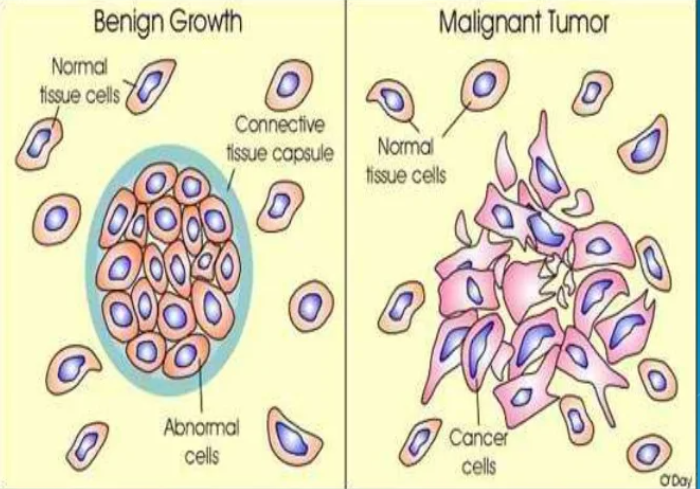 Benign Growth
Normal
tissue cells
Connective
tissue capsule
Abnormal
cells
Malignant Tumor
Normal
tissue cells
Cancer
cells
O'Day